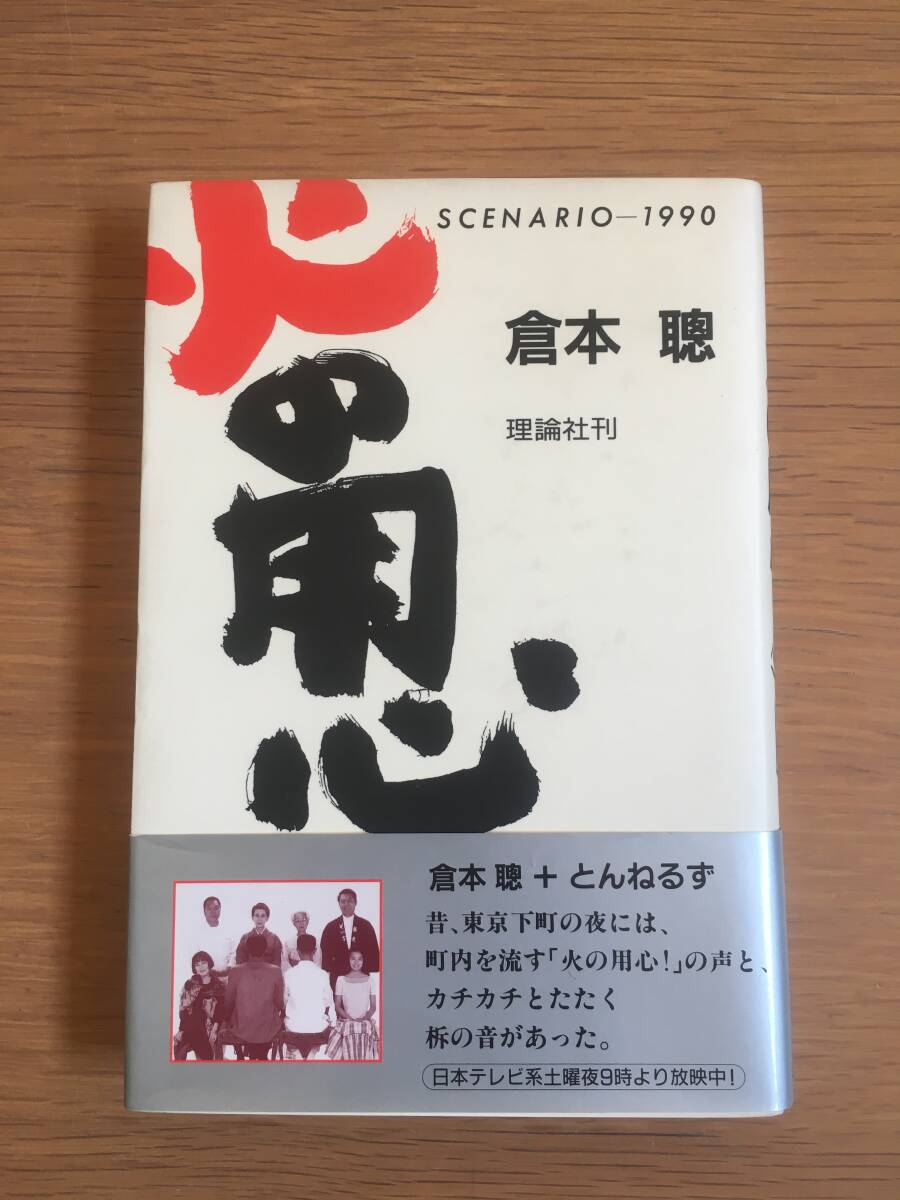 SCENARIO—1990
火の用心
倉本 聰
理論社刊
倉本 聰 + とんねるず
昔、東京下町の夜には、
町内を流す「火の用心!」の声と、
カチカチとたたく
柝の音があった。
日本テレビ系土曜夜9時より放映中!